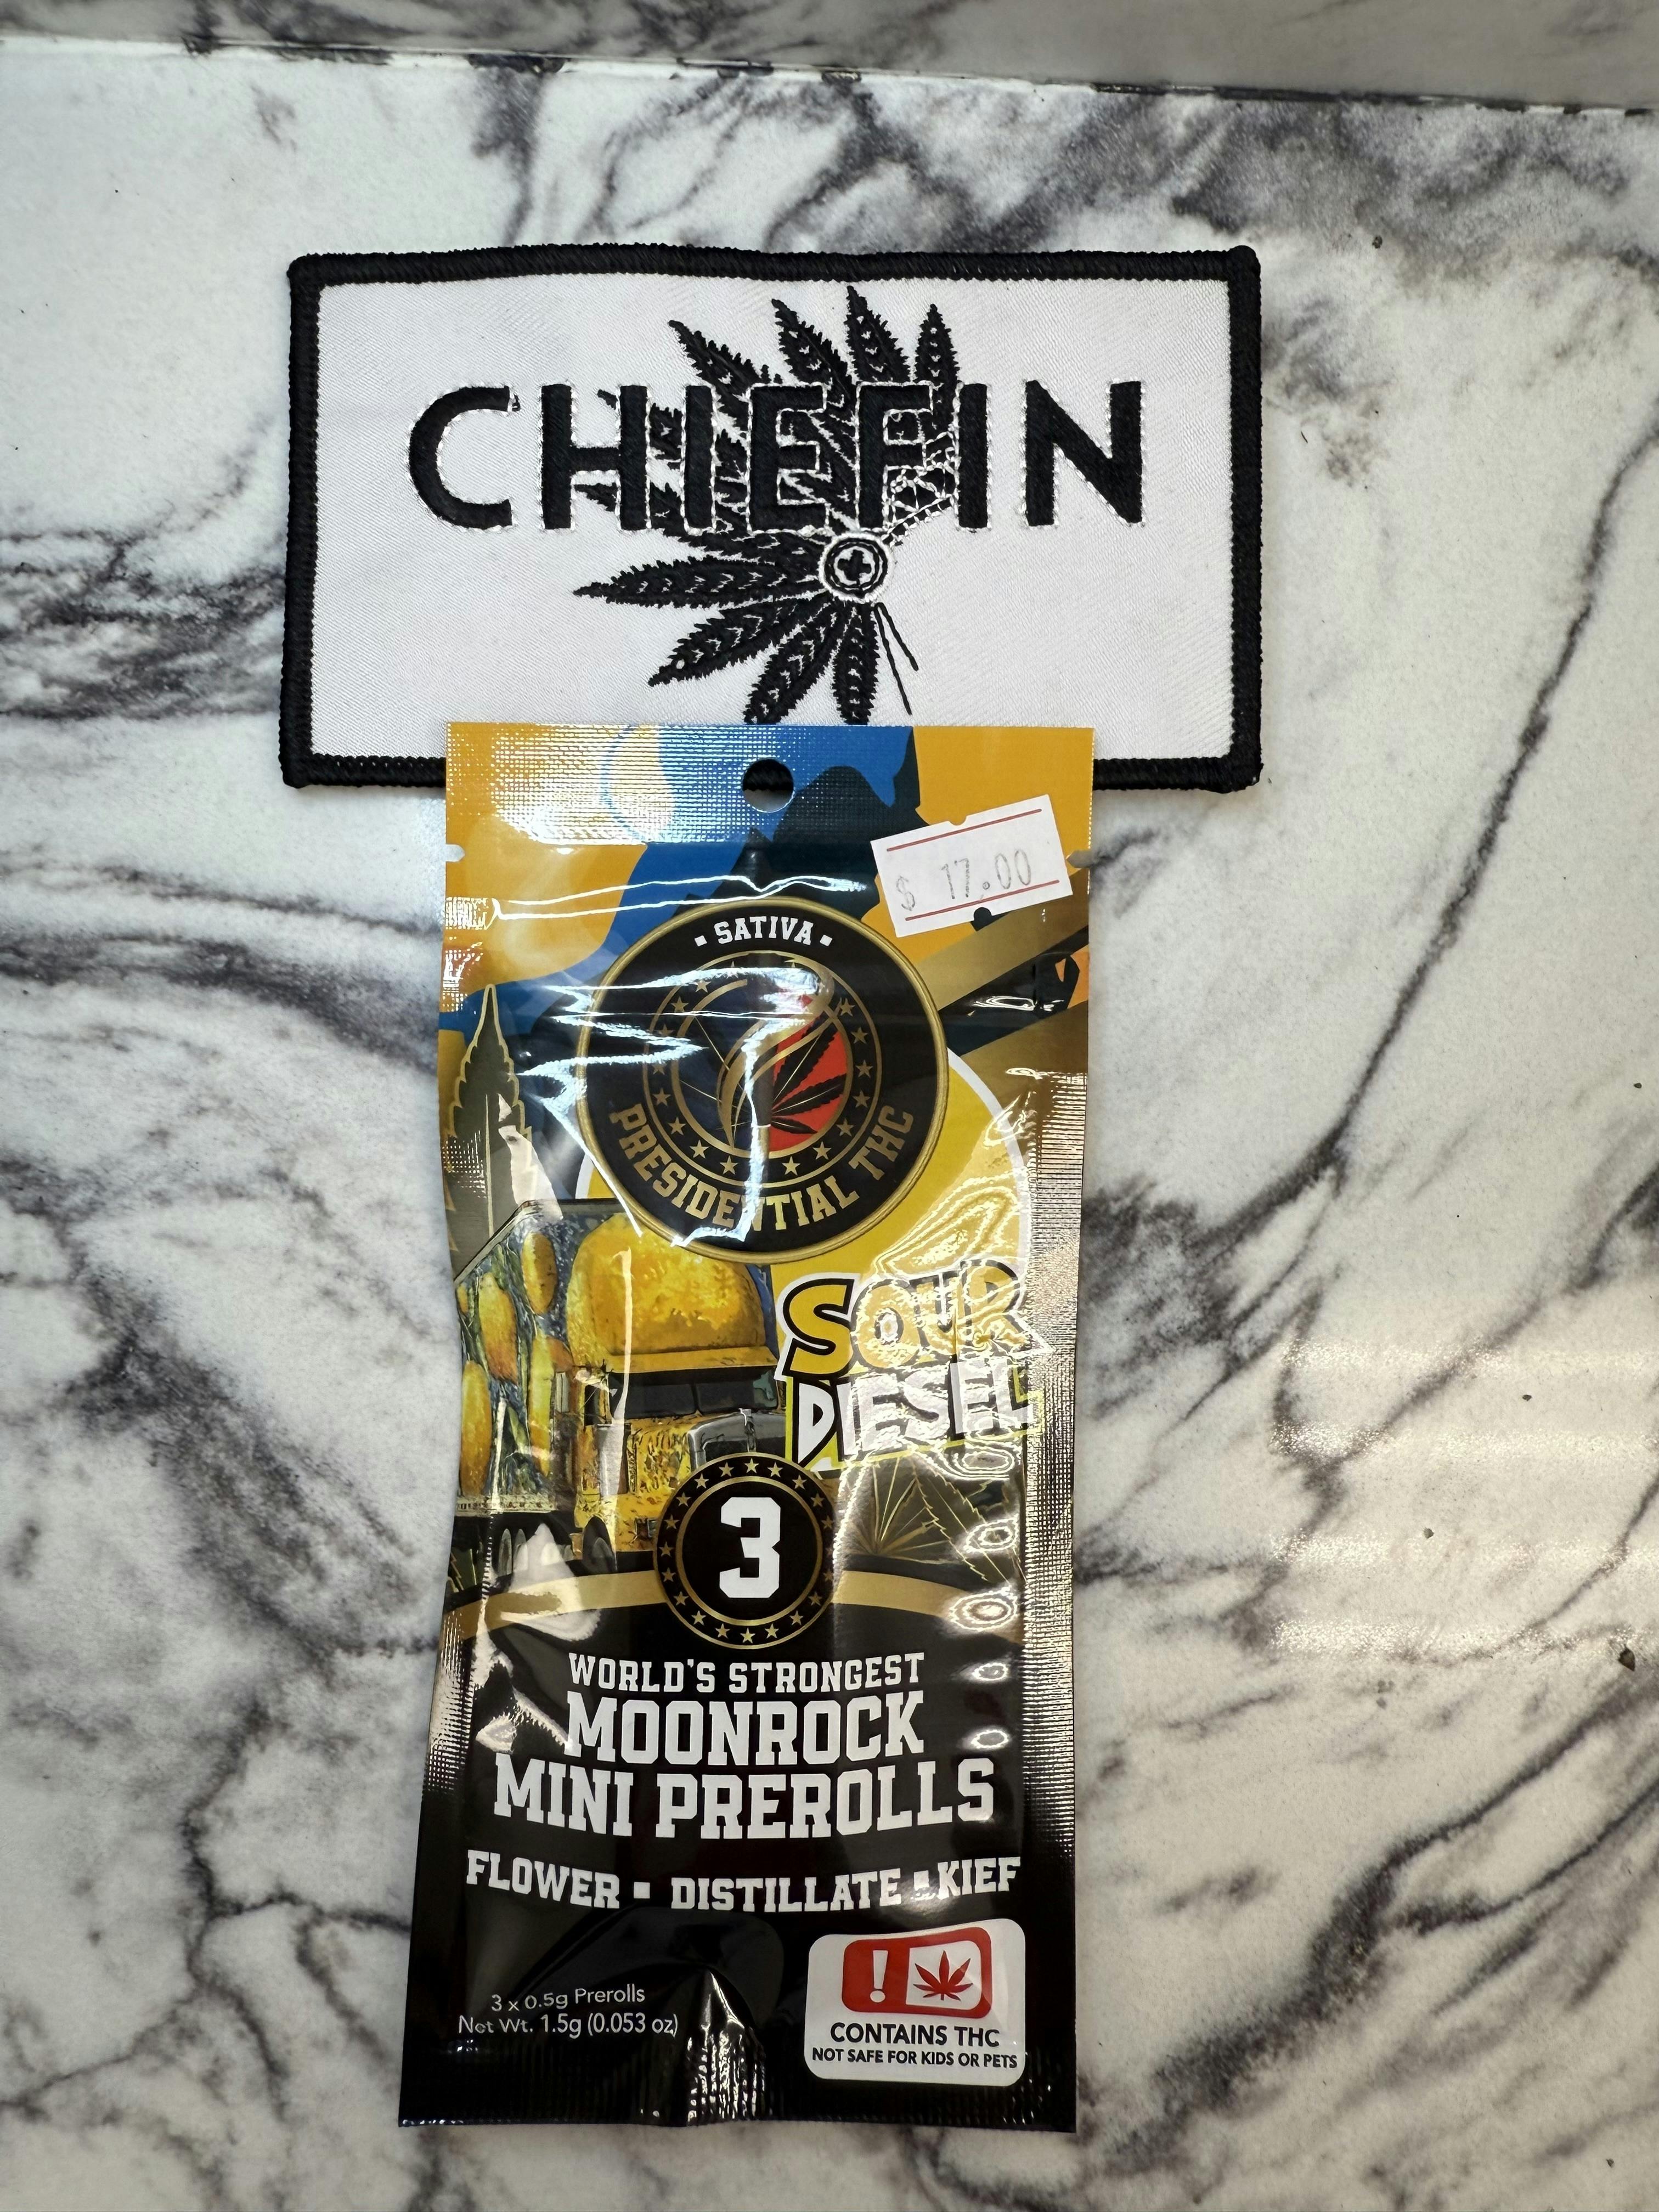 CHIEFIN
$ 17.00
▪ SATIVA ▪
PRESIDENTIAL THC
SOUR
DIESEL
3
WORLD'S STRONGEST
MOONROCK
MINI PREROLLS
FLOWER ▪ DISTILLATE ▪ KIEF
3 x 0.5g Prerolls
Net Wt. 1.5g (0.053 oz)
!
CONTAINS THC
NOT SAFE FOR KIDS OR PETS